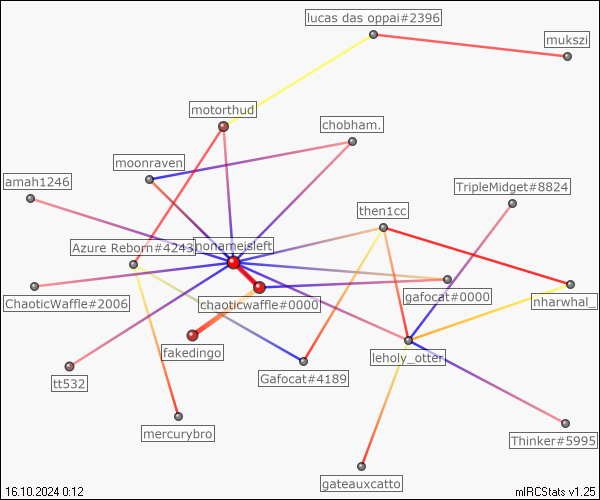 lucas das oppai#2396
mukszi
motorthud
chobham.
moonraven
amah1246
TripleMidget#8824
then1cc
Azure Reborn#4243
nonameisleft
ChaoticWaffle#2006
chaoticwaffle#0000
gafocat#0000
nharwhal_
fakedingo
leholy_otter
tt532
Gafocat#4189
mercurybro
Thinker#5995
gateauxcatto
16.10.2024 0:12
mIRCStats v1.25